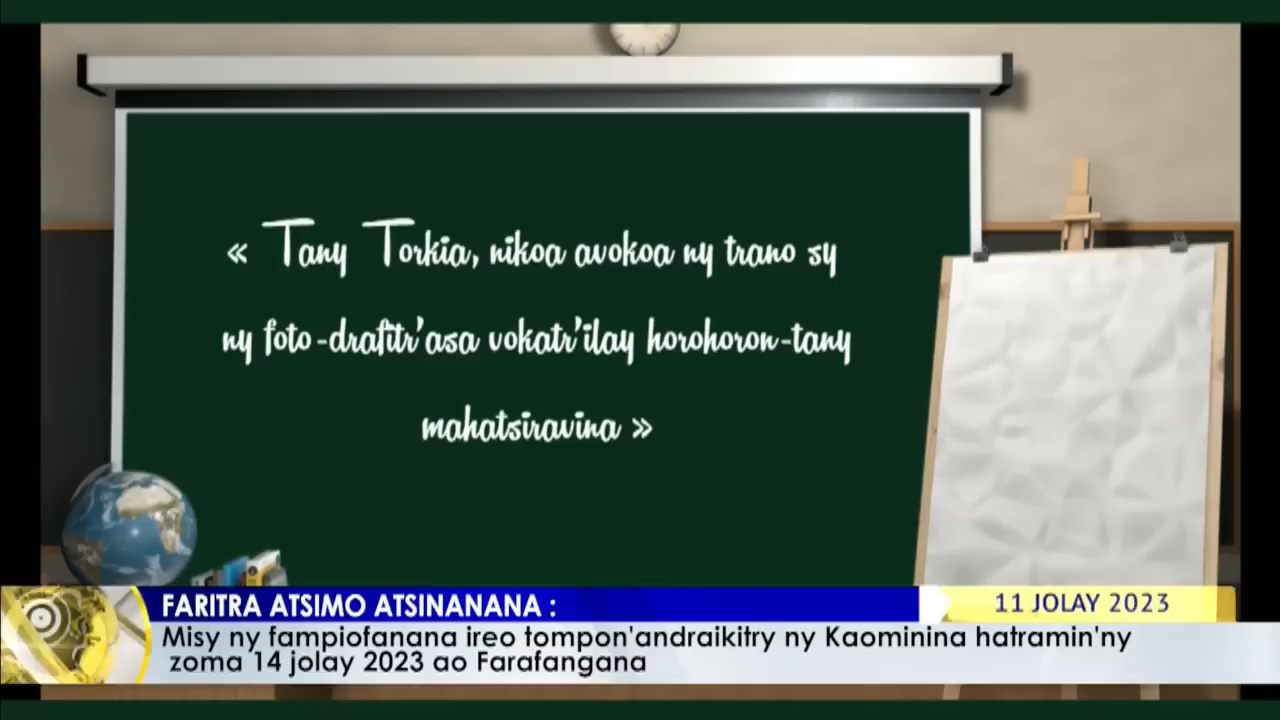 « Tany Torkia, nikoa avokoa ny trano sy
ny foto-drafitr'asa vokatr'ilay horohoron-tany
mahatsiravina »
FARITRA ATSIMO ATSINANANA :
11 JOLAY 2023
Misy ny fampiofanana ireo tompon'andraikitry ny Kaominina hatramin'ny
zoma 14 jolay 2023 ao Farafangana